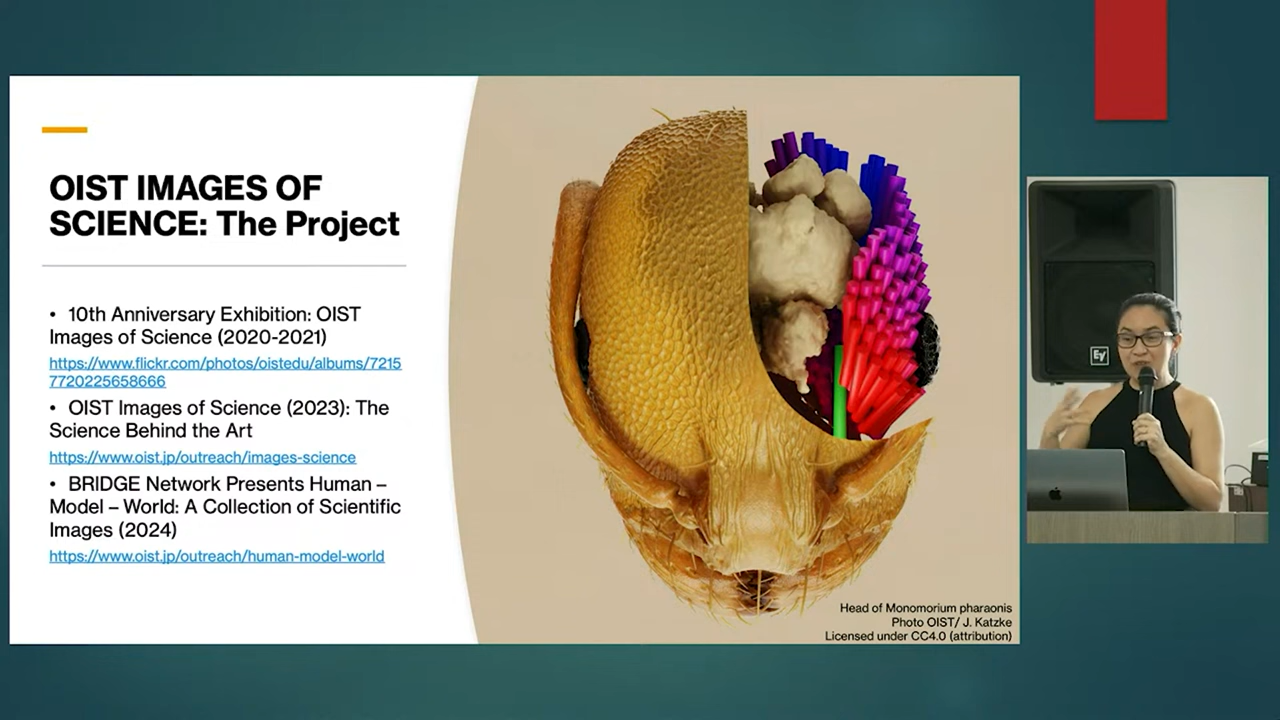 OIST IMAGES OF
SCIENCE: The Project
• 10th Anniversary Exhibition: OIST
Images of Science (2020-2021)
https://www.flickr.com/photos/oistedu/albums/7215
7720225658666
• OIST Images of Science (2023): The
Science Behind the Art
https://www.oist.jp/outreach/images-science
• BRIDGE Network Presents Human –
Model – World: A Collection of Scientific
Images (2024)
https://www.oist.jp/outreach/human-model-world
Head of Monomorium pharaonis
Photo OIST/ J. Katzke
Licensed under CC4.0 (attribution)
EV